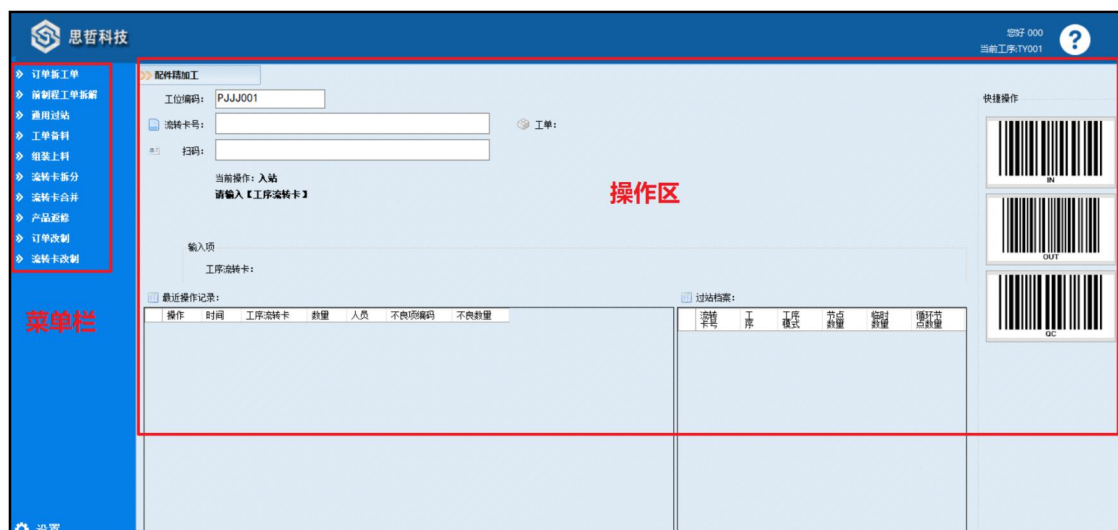 思哲科技
您好 000
当前工序:TY001
?
订单拆工单
前制程工单拆解
通用过站
工单备料
组装上料
流转卡拆分
流转卡合并
产品返修
订单改制
流转卡改制
菜单栏
设置
配件精加工
工位编码: PJJJ001
流转卡号:
工单:
扫码:
当前操作: 入站
请输入【工序流转卡】
操作区
输入项
工序流转卡:
最近操作记录:
操作 时间 工序流转卡 数量 人员 不良项编码 不良数量
过站档案:
流转卡号 工序 工序模式 节点数量 临时数量 循环节点数量
快捷操作
IN
OUT
QC